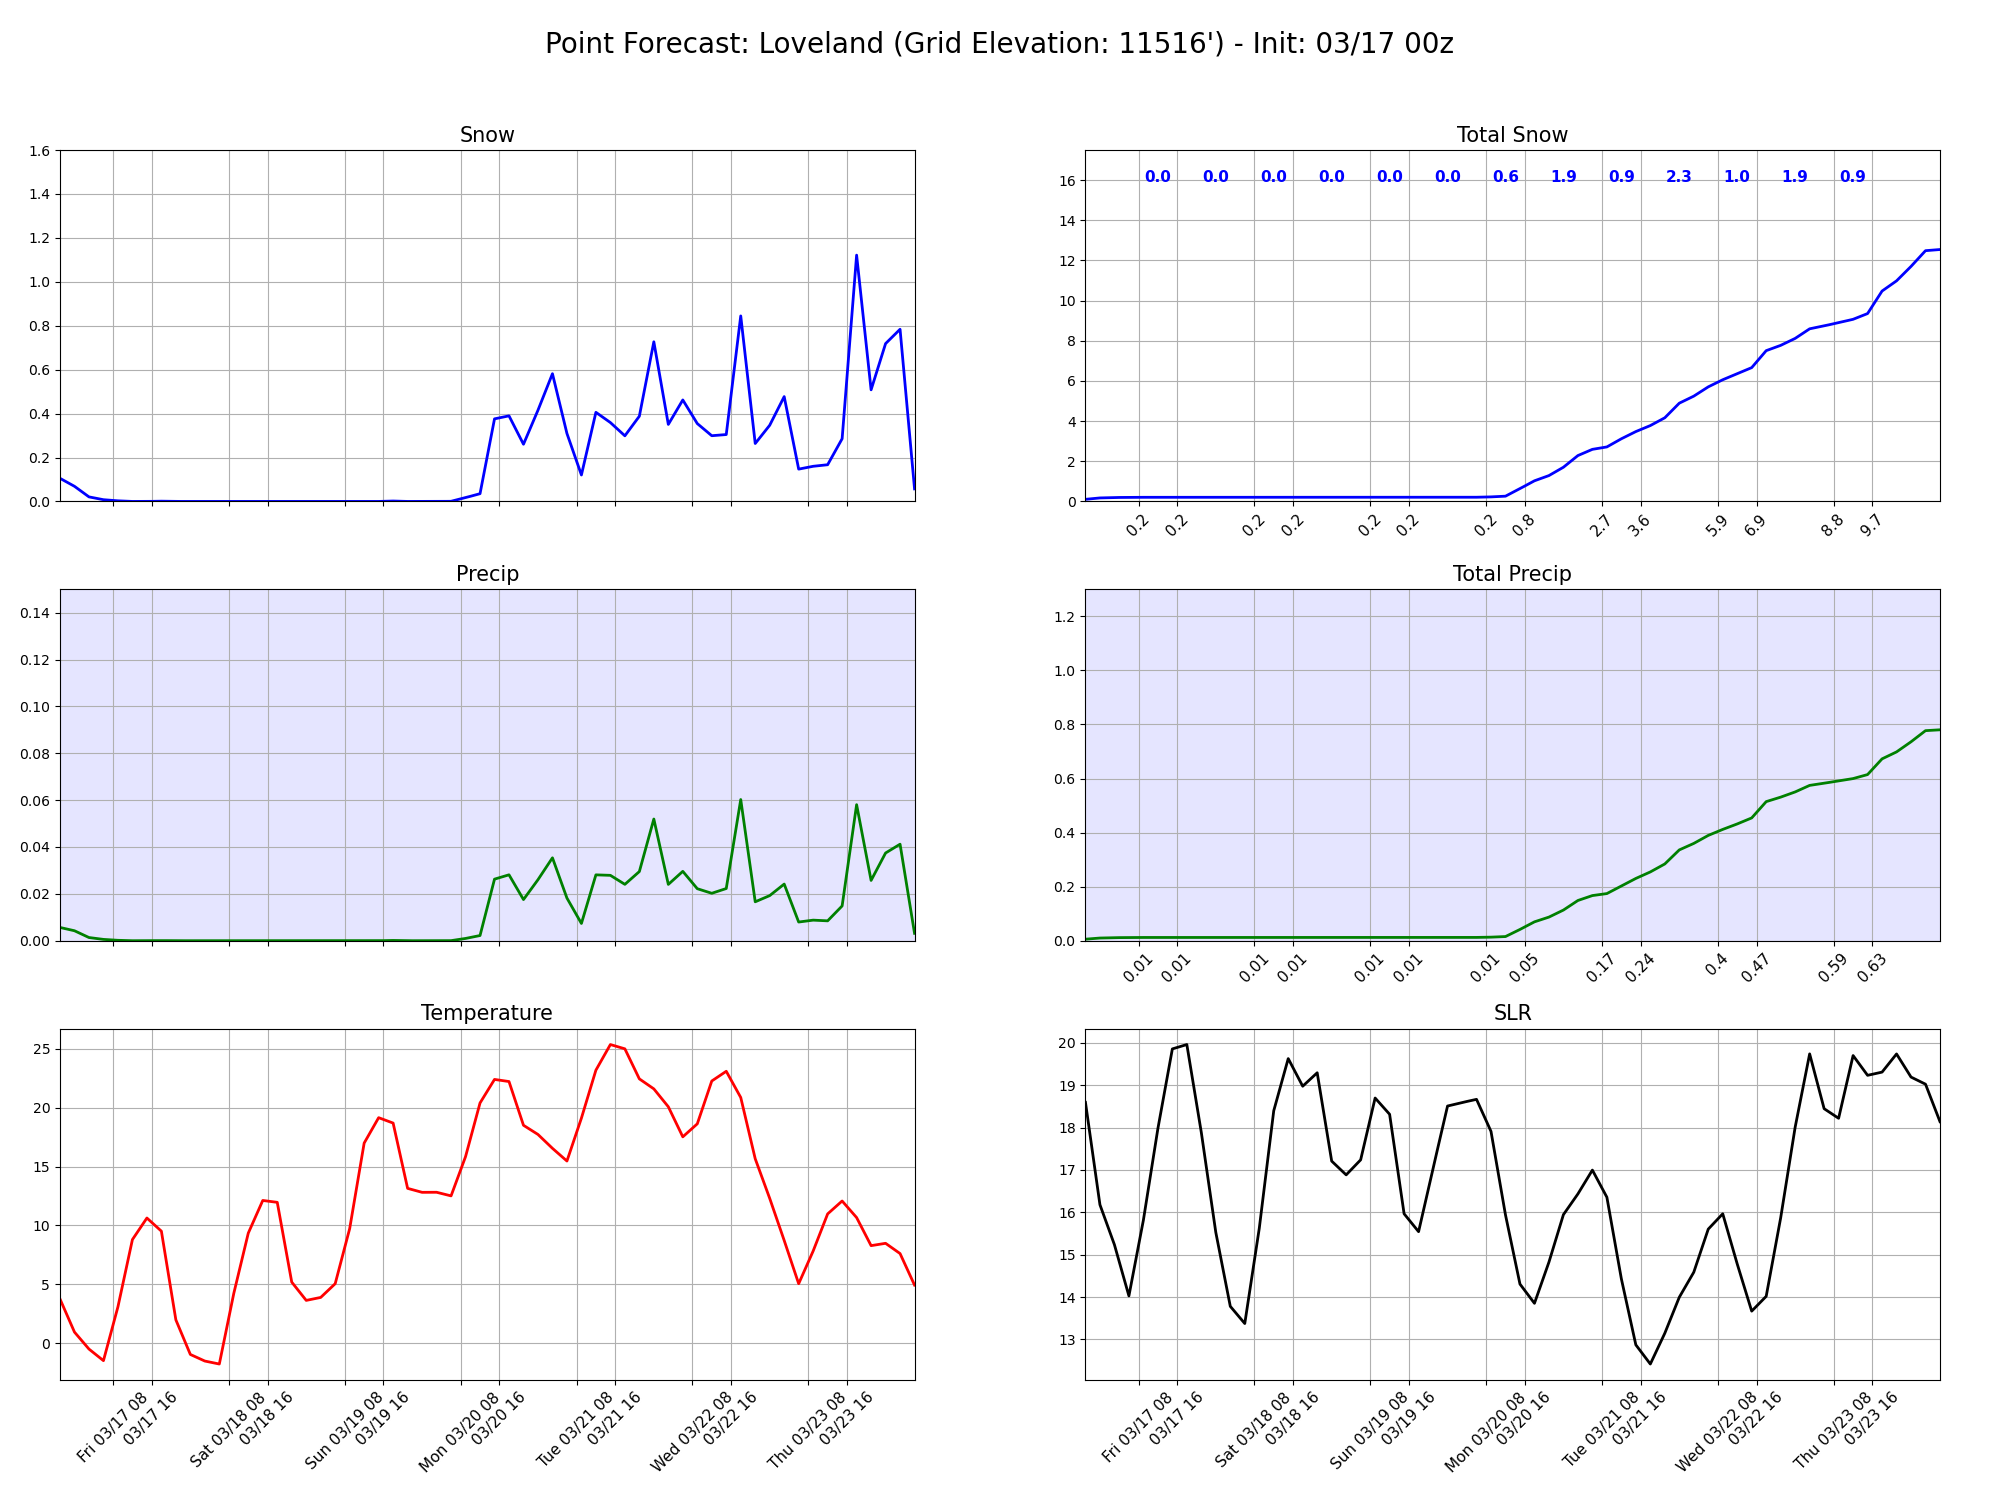 Point Forecast: Loveland (Grid Elevation: 11516') - Init: 03/17 00z
Snow
1.6
1.4
1.2
1.0
0.8
0.6
0.4
0.2
0.0
Total Snow
0.0 0.0 0.0 0.0 0.0 0.0 0.6 1.9 0.9 2.3 1.0 1.9 0.9
16
14
12
10
8
6
4
2
0
0.2 0.2 0.2 0.2 0.2 0.2 0.2 0.8 2.7 3.6 5.9 6.9 8.8 9.7
Precip
0.14
0.12
0.10
0.08
0.06
0.04
0.02
0.00
Total Precip
1.2
1.0
0.8
0.6
0.4
0.2
0.0
0.01 0.01 0.01 0.01 0.01 0.01 0.01 0.05 0.17 0.24 0.4 0.47 0.59 0.63
Temperature
25
20
15
10
5
0
Fri 03/17 08
03/17 16
Sat 03/18 08
03/18 16
Sun 03/19 08
03/19 16
Mon 03/20 08
03/20 16
Tue 03/21 08
03/21 16
Wed 03/22 08
03/22 16
Thu 03/23 08
03/23 16
SLR
20
19
18
17
16
15
14
13
Fri 03/17 08
03/17 16
Sat 03/18 08
03/18 16
Sun 03/19 08
03/19 16
Mon 03/20 08
03/20 16
Tue 03/21 08
03/21 16
Wed 03/22 08
03/22 16
Thu 03/23 08
03/23 16